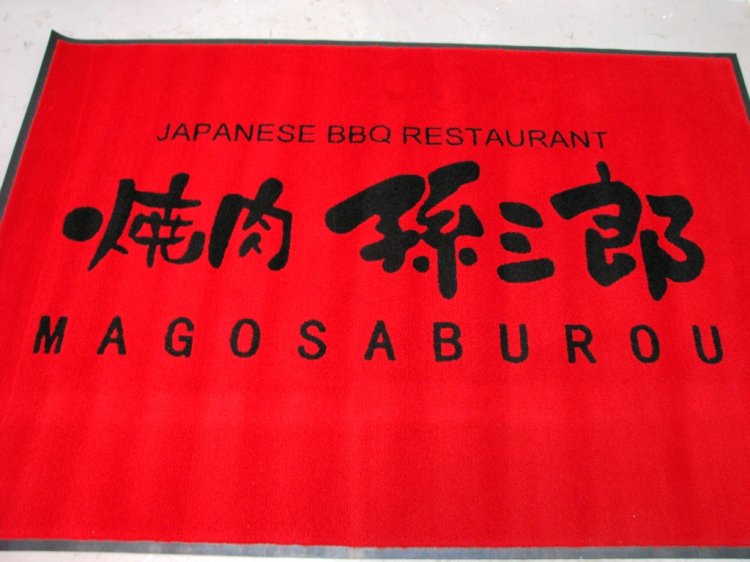 JAPANESE BBQ RESTAURANT
焼肉 孫三郎
MAGOSABUROU